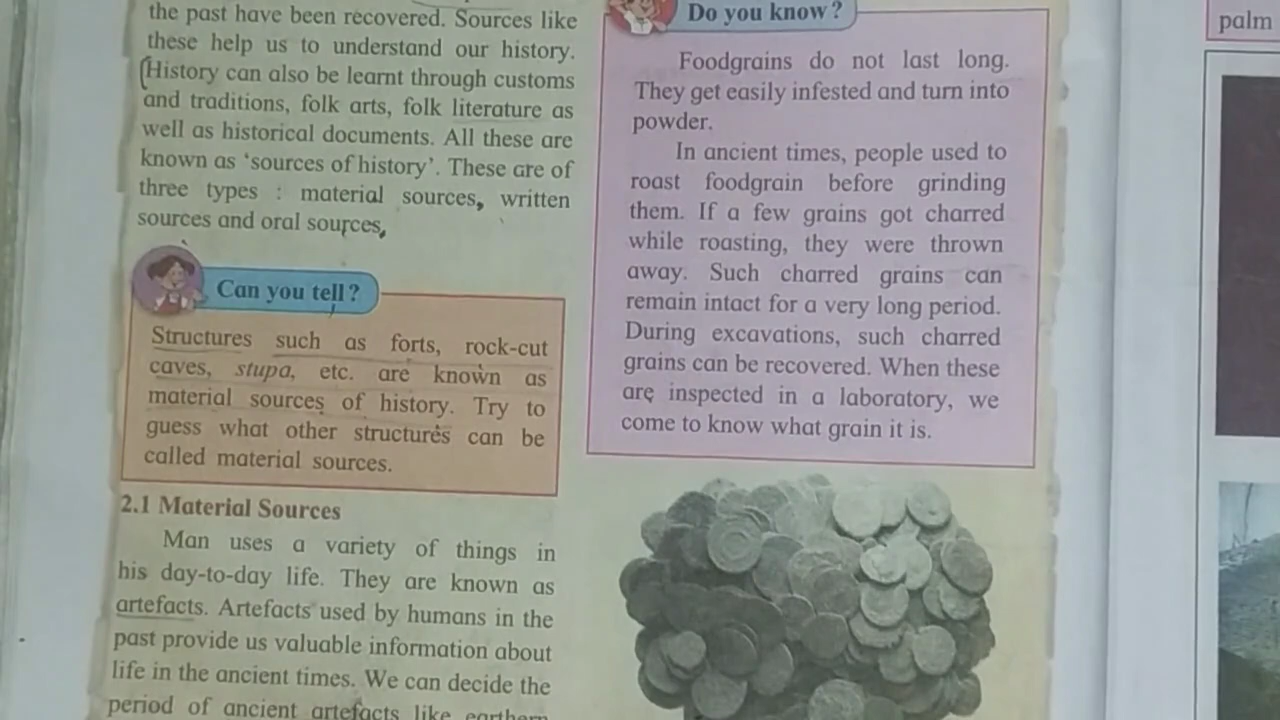 the past have been recovered. Sources like
these help us to understand our history.
History can also be learnt through customs
and traditions, folk arts, folk literature as
well as historical documents. All these are
known as ‘sources of history’. These are of
three types : material sources, written
sources and oral sources,
Can you tell?
Structures such as forts, rock-cut
caves, stupa, etc. are known as
material sources of history. Try to
guess what other structures can be
called material sources.
2.1 Material Sources
Man uses a variety of things in
his day-to-day life. They are known as
artefacts. Artefacts used by humans in the
past provide us valuable information about
life in the ancient times. We can decide the
period of ancient artefacts like earthern
Do you know?
Foodgrains do not last long.
They get easily infested and turn into
powder.
In ancient times, people used to
roast foodgrain before grinding
them. If a few grains got charred
while roasting, they were thrown
away. Such charred grains can
remain intact for a very long period.
During excavations, such charred
grains can be recovered. When these
are inspected in a laboratory, we
come to know what grain it is.
palm